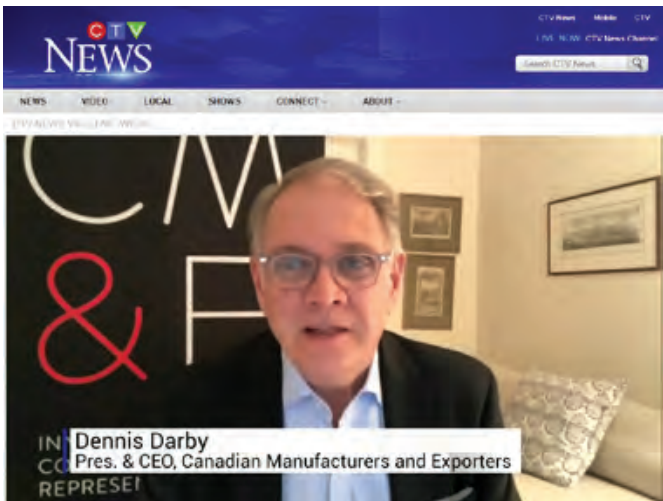 CTV News Mobile CTV
CTV
NEWS
LIVE NOW CTV News Channel
Search CTV News
NEWS VIDEO LOCAL SHOWS CONNECT ABOUT
CM
& E
IN
CO
REPRESEN
Dennis Darby
Pres. & CEO, Canadian Manufacturers and Exporters